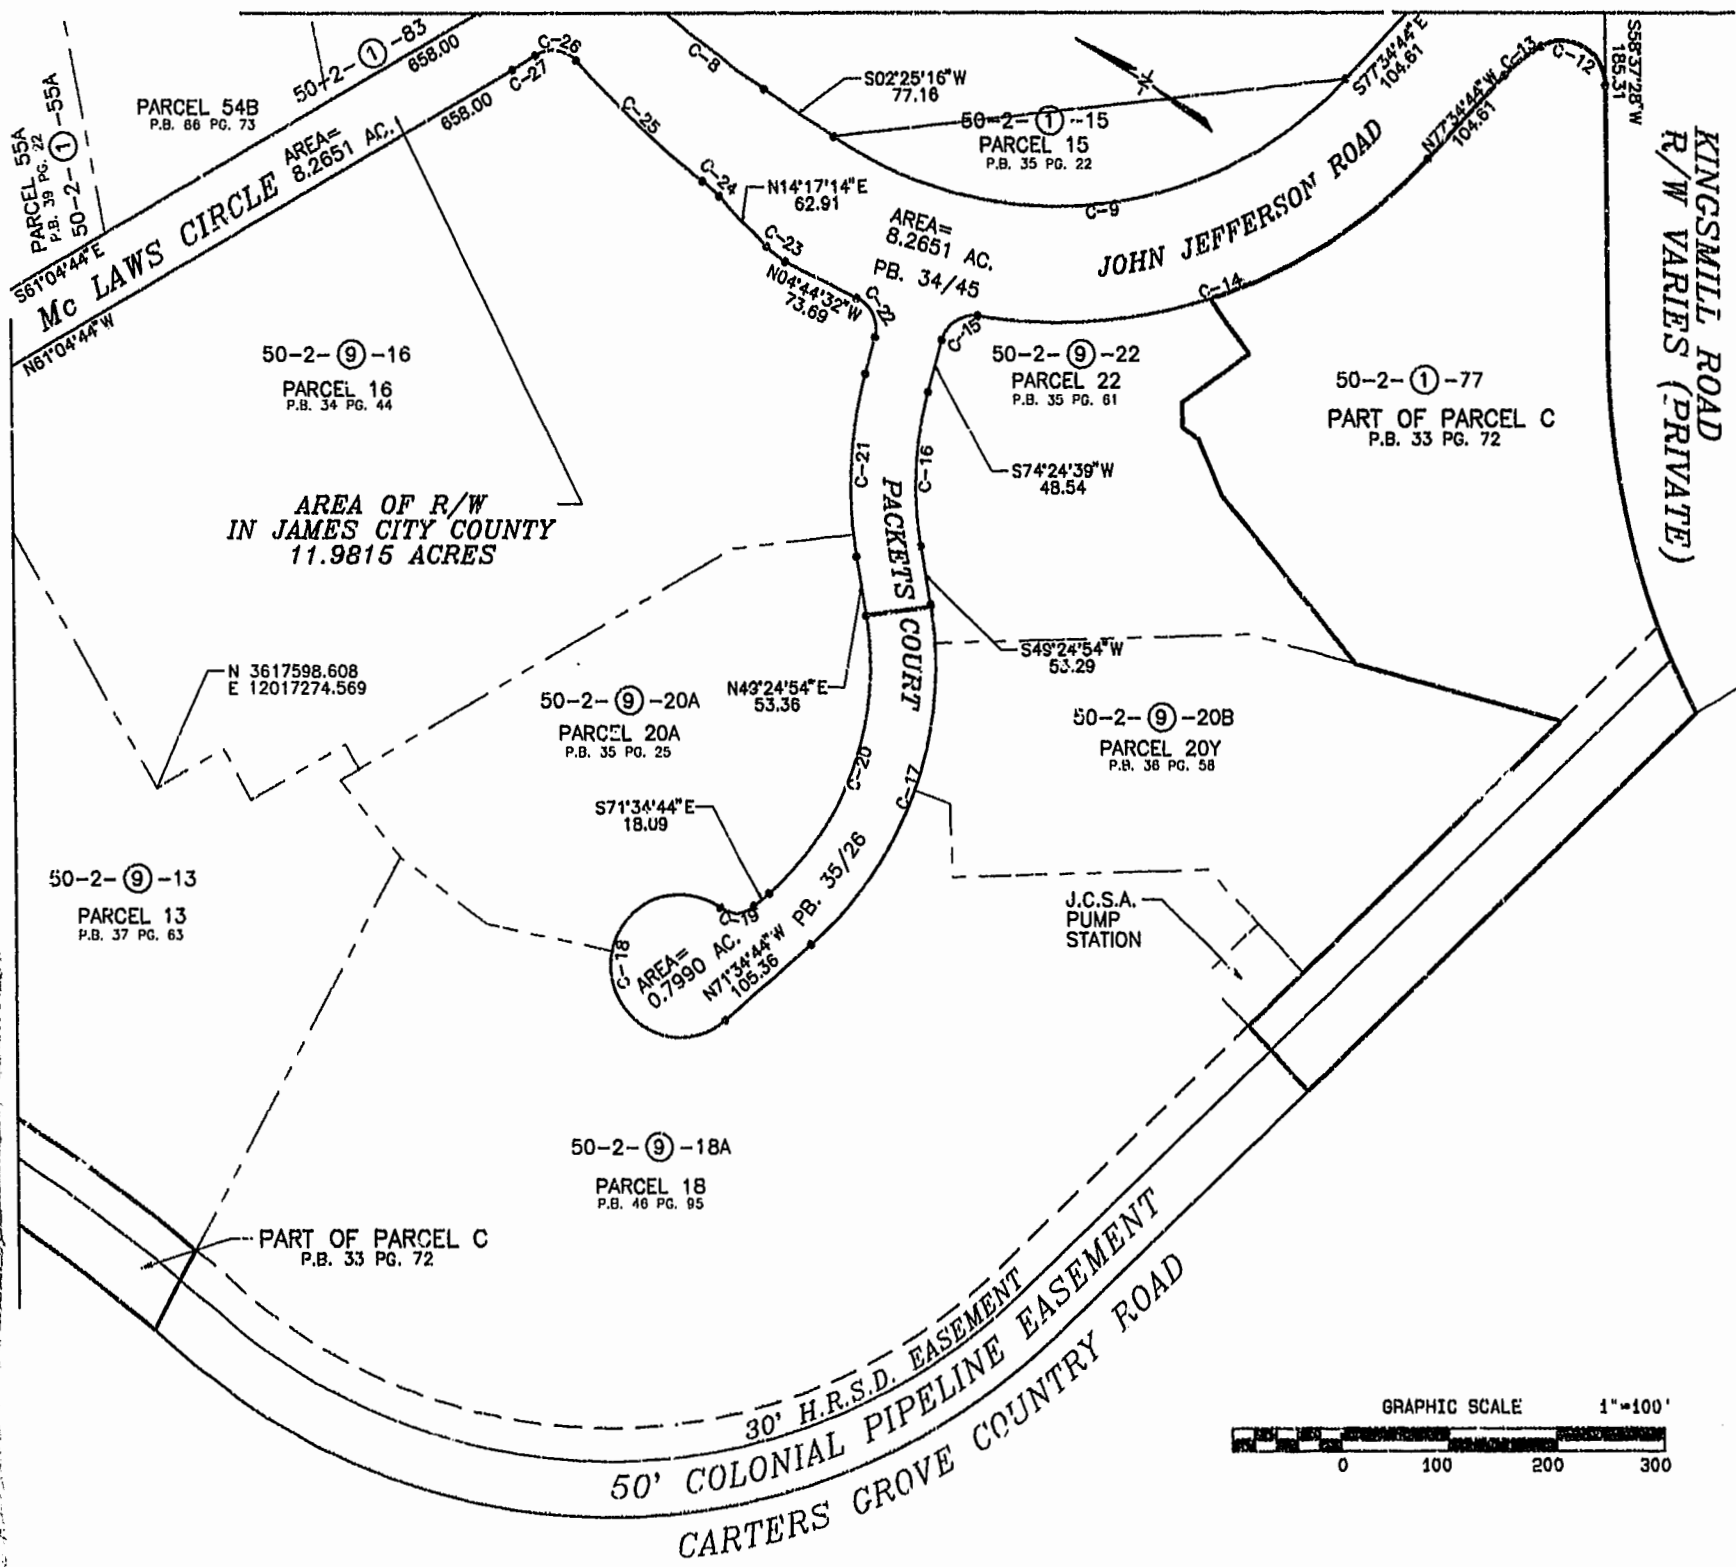 50-2-①-83
658.00
PARCEL 54B
P.B. 66 PG. 73
PARCEL 55A
P.B. 39 PG. 22
50-2-①-55A
AREA=
8.2651 AC.
658.00
S61°04'44"E
Mc LAWS CIRCLE
N61°04'44"W
C-27
C-26
C-25
C-24
C-8
S02°25'16"W
77.16
50-2-①-15
PARCEL 15
P.B. 35 PG. 22
C-9
S77°34'44"E
104.61
N77°34'44"W
104.61
C-13
C-12
S58°37'28"W
185.31
KINGSMILL ROAD
R/W VARIES (PRIVATE)
N14°17'14"E
62.91
C-23
N04°44'32"W
73.69
C-22
AREA=
8.2651 AC.
PB. 34/45
JOHN JEFFERSON ROAD
C-14
C-15
50-2-⑨-16
PARCEL 16
P.B. 34 PG. 44
50-2-⑨-22
PARCEL 22
P.B. 35 PG. 61
50-2-①-77
PART OF PARCEL C
P.B. 33 PG. 72
C-21
C-16
S74°24'39"W
48.54
AREA OF R/W
IN JAMES CITY COUNTY
11.9815 ACRES
PACKETS COURT
S49°24'54"W
53.29
N49°24'54"E
53.36
N 3617598.608
E 12017274.569
50-2-⑨-20A
PARCEL 20A
P.B. 35 PG. 25
50-2-⑨-20B
PARCEL 20Y
P.B. 36 PG. 58
C-20
C-17
S71°34'44"E
18.09
50-2-⑨-13
PARCEL 13
P.B. 37 PG. 63
C-19
C-18
AREA=
0.7990 AC.
PB. 35/26
N71°34'44"W
105.36
J.C.S.A.
PUMP
STATION
50-2-⑨-18A
PARCEL 18
P.B. 46 PG. 95
PART OF PARCEL C
P.B. 33 PG. 72
30' H.R.S.D. EASEMENT
50' COLONIAL PIPELINE EASEMENT
CARTERS GROVE COUNTRY ROAD
GRAPHIC SCALE 1"=100'
0 100 200 300